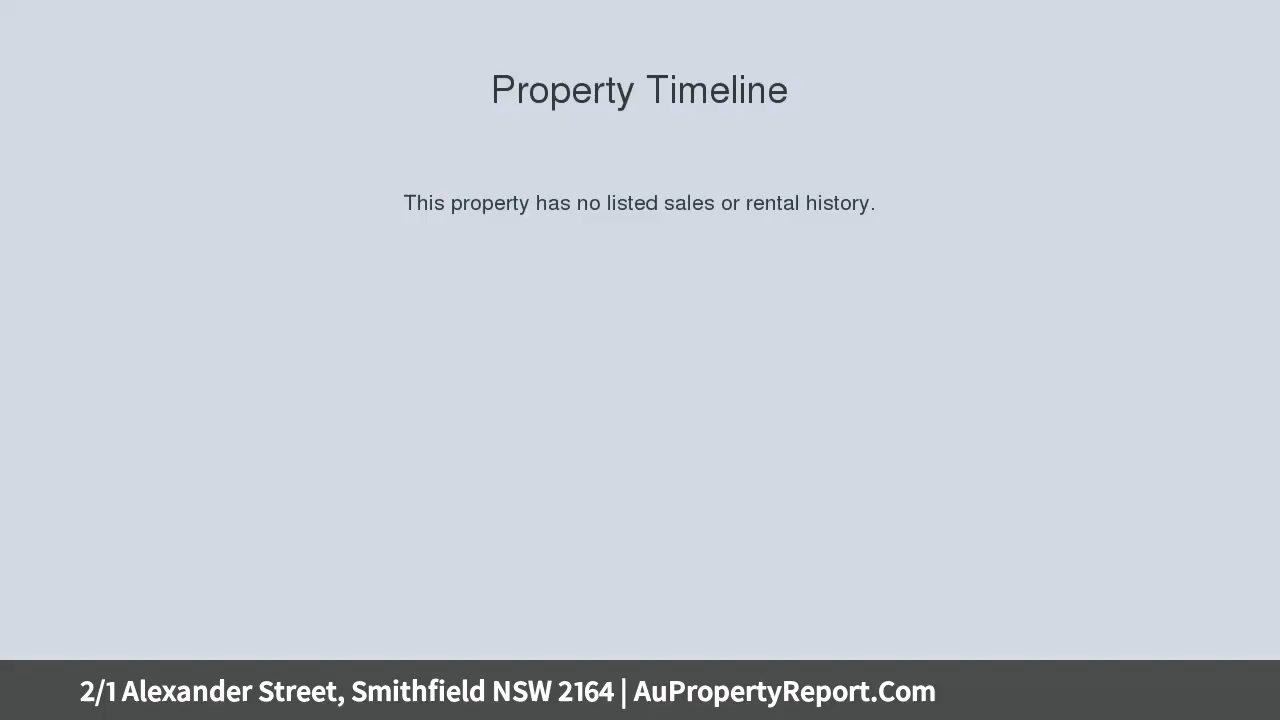 Property Timeline
This property has no listed sales or rental history.
2/1 Alexander Street, Smithfield NSW 2164 | AuPropertyReport.Com